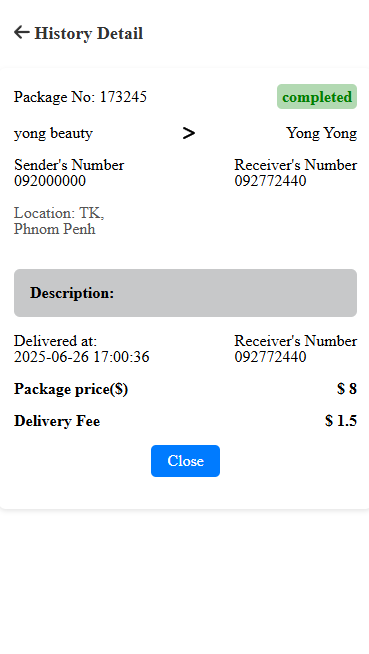 History Detail
Package No: 173245 completed
yong beauty > Yong Yong
Sender's Number Receiver's Number
092000000 092772440
Location: TK,
Phnom Penh
Description:
Delivered at: Receiver's Number
2025-06-26 17:00:36 092772440
Package price($) $ 8
Delivery Fee $ 1.5
Close